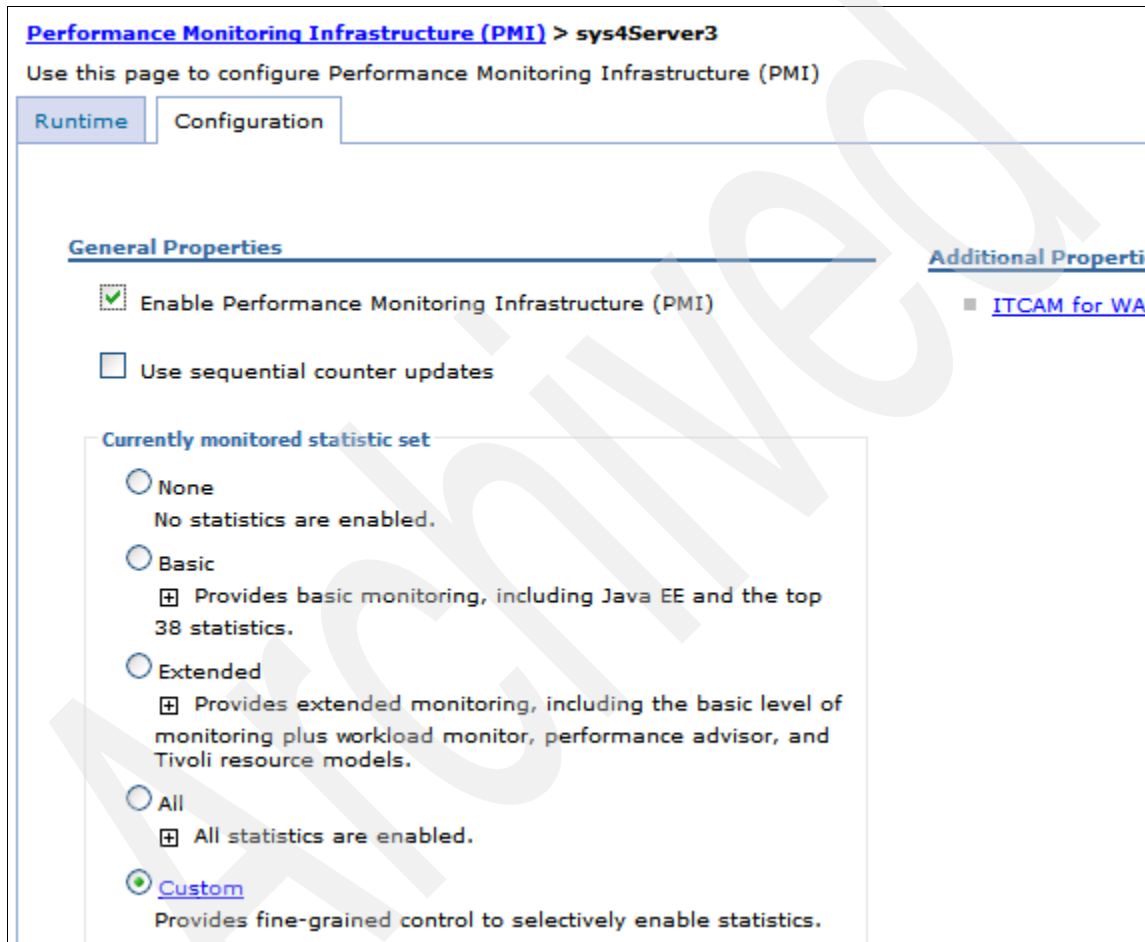 Performance Monitoring Infrastructure (PMI) > sys4Server3
Use this page to configure Performance Monitoring Infrastructure (PMI)
Runtime
Configuration
General Properties
Additional Properti
Enable Performance Monitoring Infrastructure (PMI)
ITCAM for WA
Use sequential counter updates
Currently monitored statistic set
None
No statistics are enabled.
Basic
Provides basic monitoring, including Java EE and the top
38 statistics.
Extended
Provides extended monitoring, including the basic level of
monitoring plus workload monitor, performance advisor, and
Tivoli resource models.
All
All statistics are enabled.
Custom
Provides fine-grained control to selectively enable statistics.
Archived